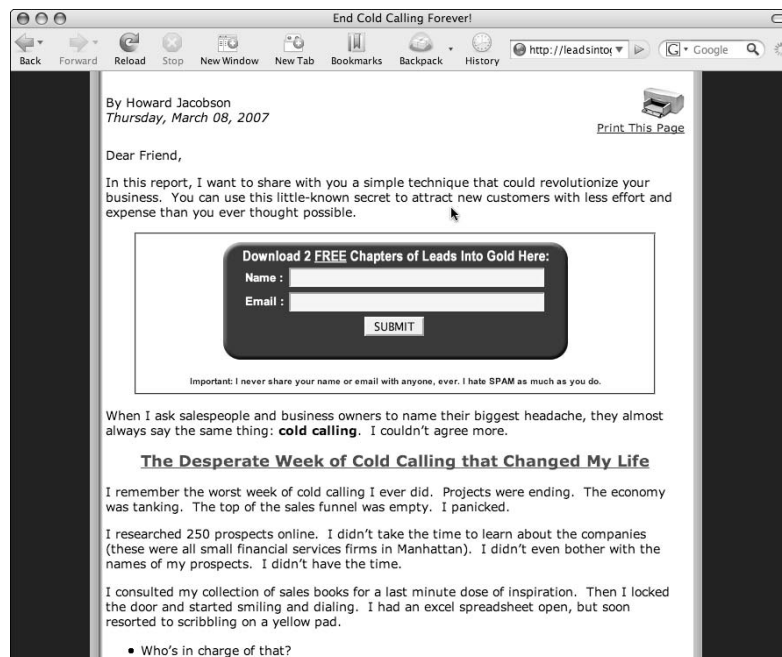 End Cold Calling Forever!
Back Forward Reload Stop New Window New Tab Bookmarks Backpack History http://leadsintog G Google
By Howard Jacobson
Thursday, March 08, 2007
Print This Page
Dear Friend,
In this report, I want to share with you a simple technique that could revolutionize your
business. You can use this little-known secret to attract new customers with less effort and
expense than you ever thought possible.
Download 2 FREE Chapters of Leads Into Gold Here:
Name :
Email :
SUBMIT
Important: I never share your name or email with anyone, ever. I hate SPAM as much as you do.
When I ask salespeople and business owners to name their biggest headache, they almost
always say the same thing: cold calling. I couldn't agree more.
The Desperate Week of Cold Calling that Changed My Life
I remember the worst week of cold calling I ever did. Projects were ending. The economy
was tanking. The top of the sales funnel was empty. I panicked.
I researched 250 prospects online. I didn't take the time to learn about the companies
(these were all small financial services firms in Manhattan). I didn't even bother with the
names of my prospects. I didn't have the time.
I consulted my collection of sales books for a last minute dose of inspiration. Then I locked
the door and started smiling and dialing. I had an excel spreadsheet open, but soon
resorted to scribbling on a yellow pad.
• Who's in charge of that?